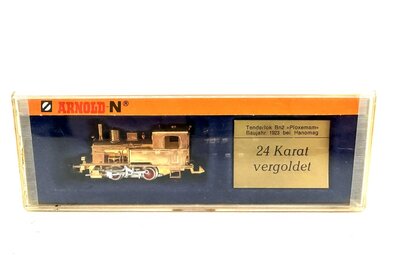 ARNOLD-N®
Tenderlok Bn2 »Ploxemam«
Baujahr 1923 bei Hanomag
24 Karat
vergoldet